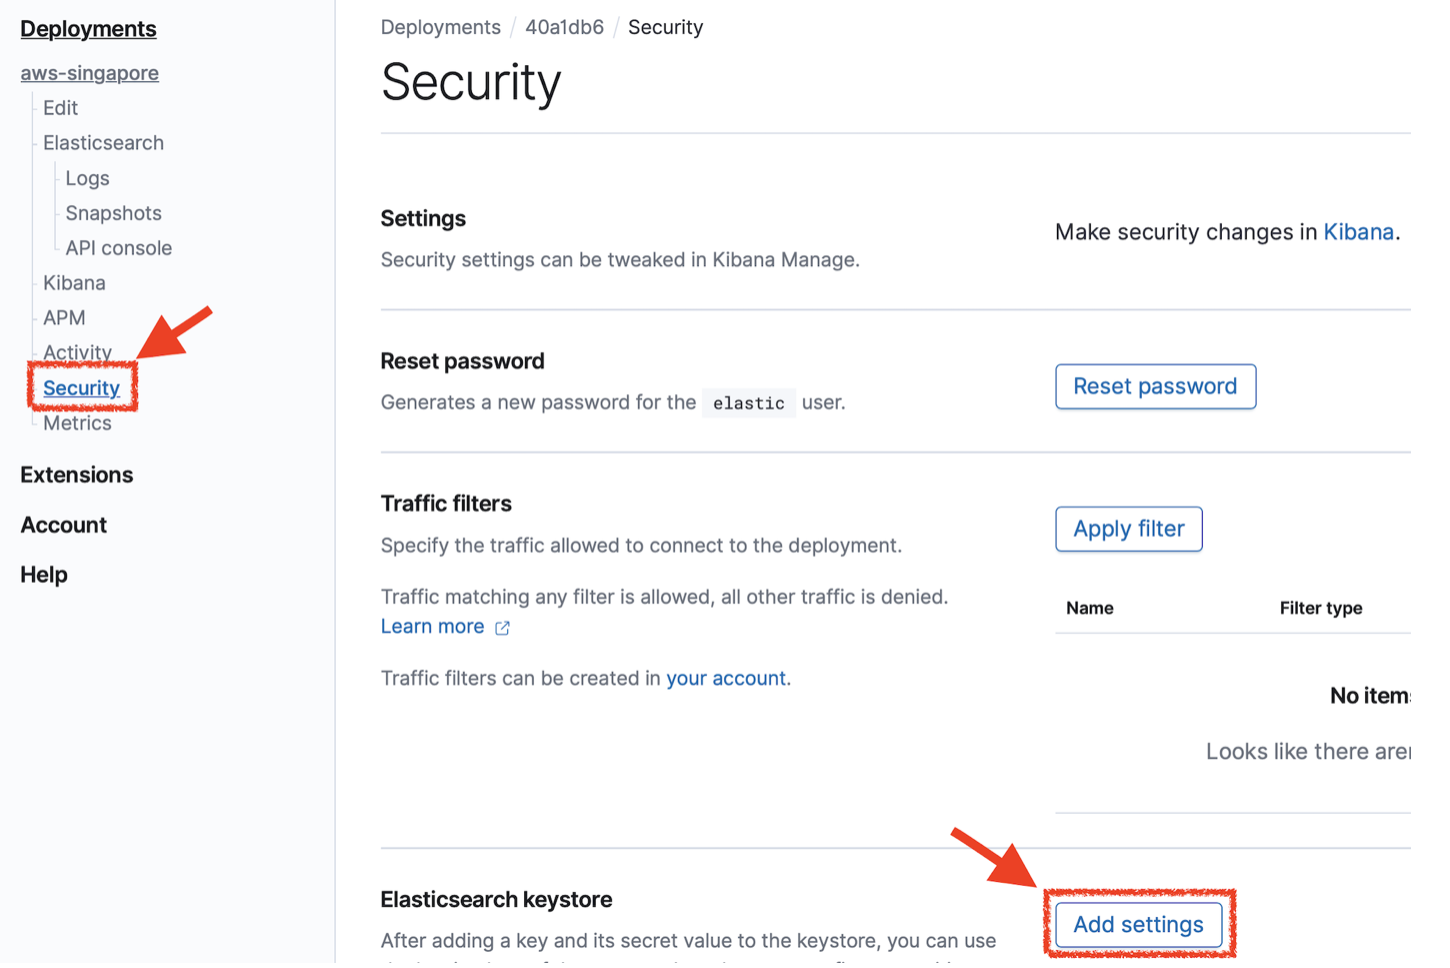 Deployments
aws-singapore
Edit
Elasticsearch
Logs
Snapshots
API console
Kibana
APM
Activity
Security
Metrics
Extensions
Account
Help
Deployments / 40a1db6 / Security
Security
Settings
Security settings can be tweaked in Kibana Manage.
Make security changes in Kibana.
Reset password
Generates a new password for the elastic user.
Reset password
Traffic filters
Specify the traffic allowed to connect to the deployment.
Traffic matching any filter is allowed, all other traffic is denied.
Learn more
Traffic filters can be created in your account.
Apply filter
Name Filter type
No items
Looks like there aren
Elasticsearch keystore
After adding a key and its secret value to the keystore, you can use
Add settings